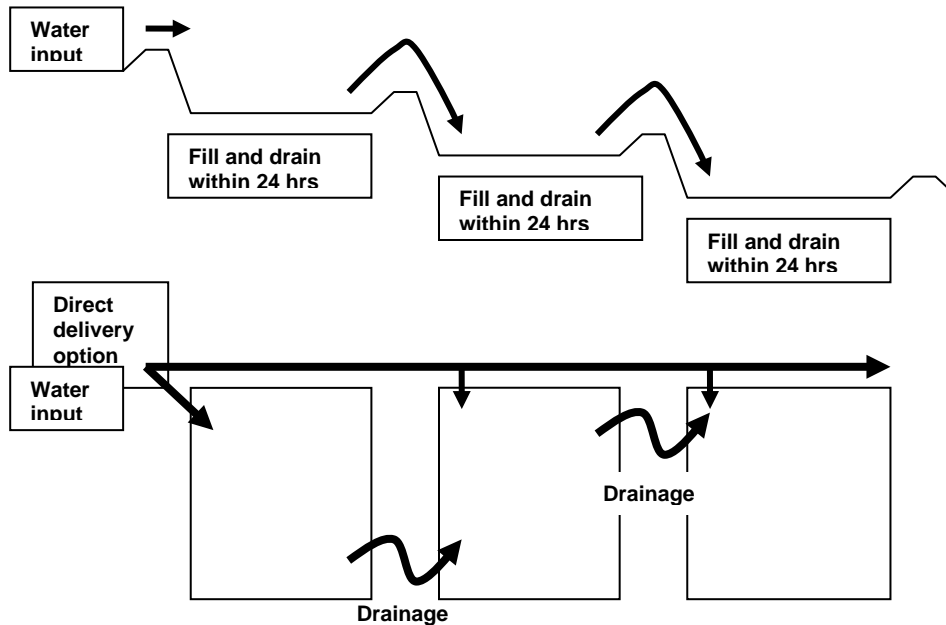 Water
input
Fill and drain
within 24 hrs
Fill and drain
within 24 hrs
Fill and drain
within 24 hrs
Direct
delivery
option
Water
input
Drainage
Drainage